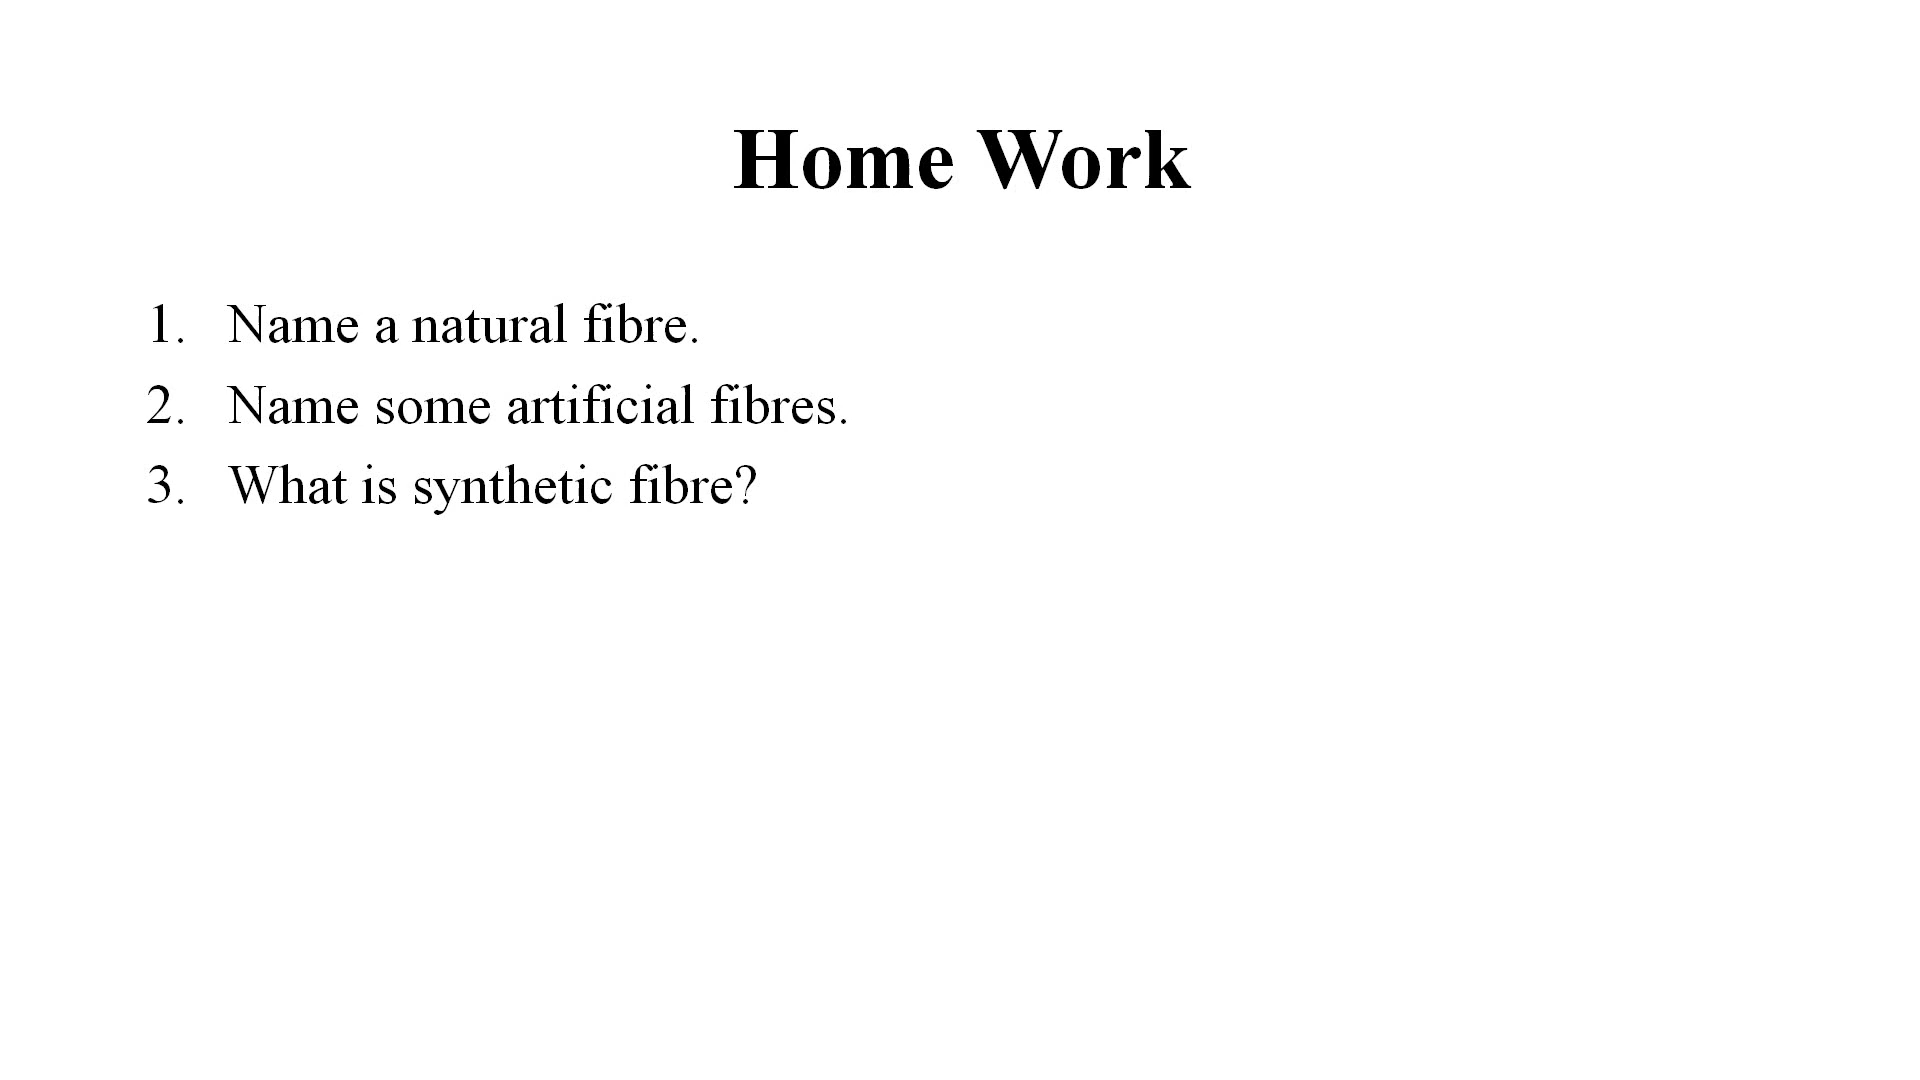 Home Work
1. Name a natural fibre.
2. Name some artificial fibres.
3. What is synthetic fibre?